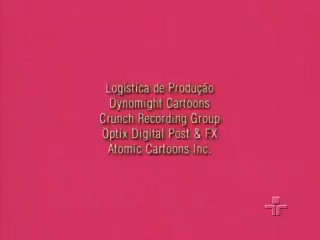 Logística de Produção
Dynomight Cartoons
Crunch Recording Group
Optix Digital Post & FX
Atomic Cartoons Inc.